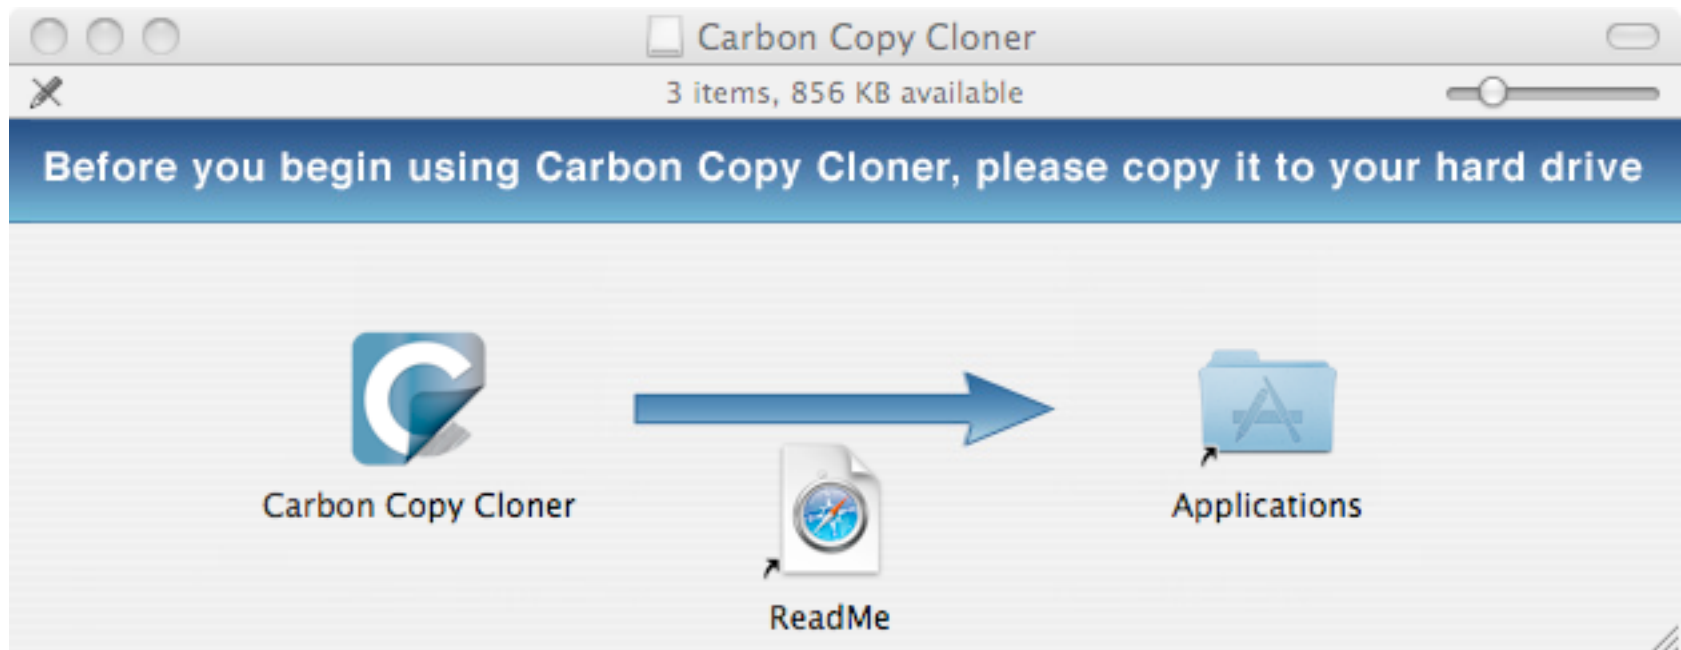 Carbon Copy Cloner
3 items, 856 KB available
Before you begin using Carbon Copy Cloner, please copy it to your hard drive
Carbon Copy Cloner
Applications
ReadMe